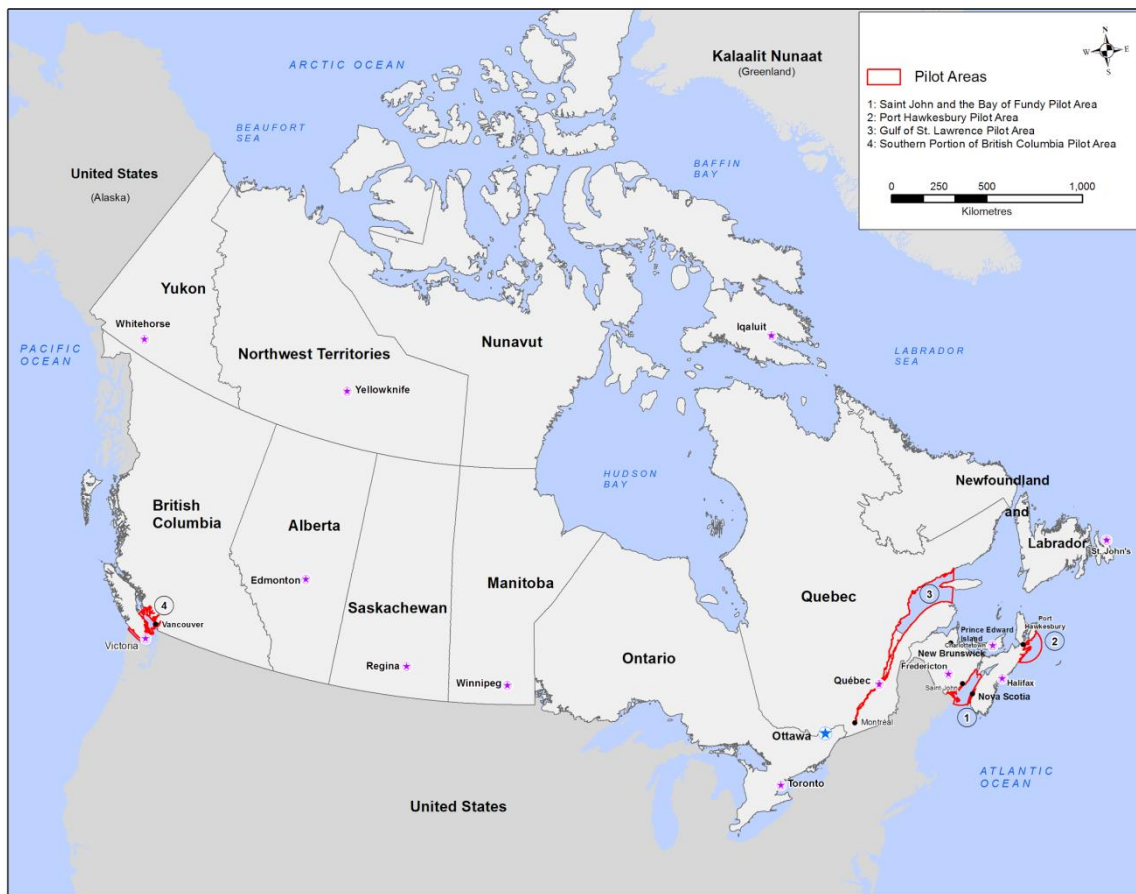 N
W E
S
Pilot Areas
1: Saint John and the Bay of Fundy Pilot Area
2: Port Hawkesbury Pilot Area
3: Gulf of St. Lawrence Pilot Area
4: Southern Portion of British Columbia Pilot Area
0 250 500 1,000
Kilometres
ARCTIC OCEAN
Kalaalit Nunaat
(Greenland)
BEAUFORT
SEA
BAFFIN
BAY
United States
(Alaska)
Yukon
Whitehorse
PACIFIC
OCEAN
Northwest Territories
Yellowknife
Nunavut
Iqaluit
LABRADOR
SEA
HUDSON
BAY
British
Columbia
Alberta
Edmonton
Saskachewan
Regina
Manitoba
Winnipeg
Ontario
Quebec
Newfoundland
and
Labrador
St. John's
4
Vancouver
Victoria
3
Prince Edward
Island
Charlottetown
Port
Hawkesbury
2
New Brunswick
Fredericton
Saint John
Halifax
Nova Scotia
1
Québec
Montréal
Ottawa
Toronto
United States
ATLANTIC
OCEAN